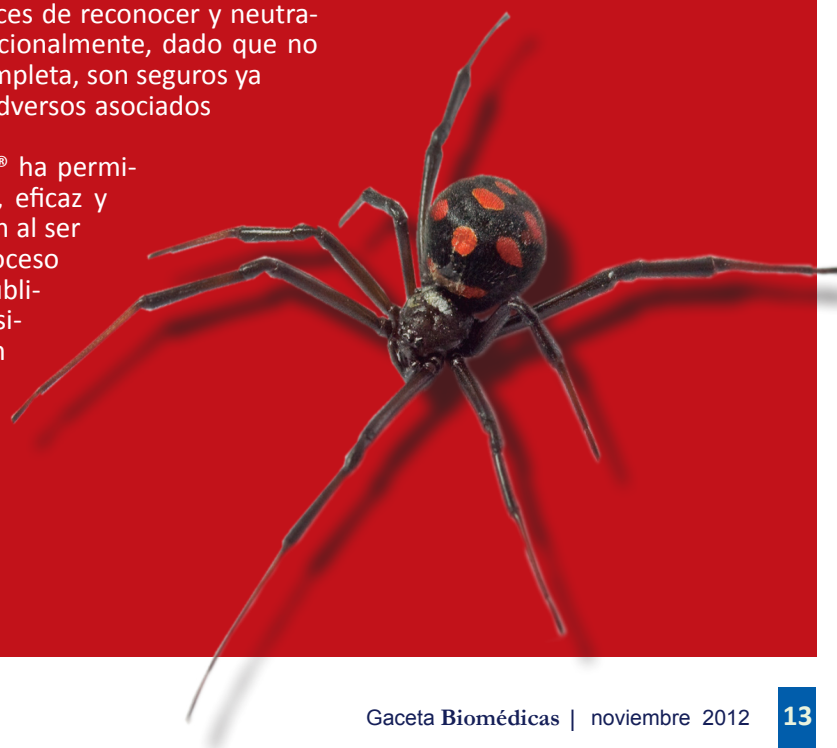 ces de reconocer y neutra-
cionalmente, dado que no
mpleta, son seguros ya
dversos asociados
® ha permi-
, eficaz y
n al ser
oceso
ubli-
si-
n
Gaceta Biomédicas | noviembre 2012 13